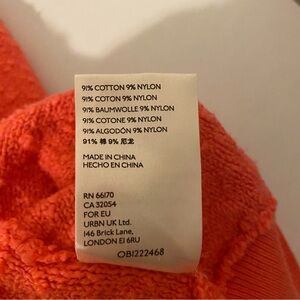 91% COTTON 9% NYLON
91% COTON 9% NYLON
91% BAUMWOLLE 9% NYLON
91% COTONE 9% NYLON
91% ALGODÓN 9% NYLON
91% 棉 9% 尼龙
MADE IN CHINA
HECHO EN CHINA
RN 66170
CA 32054
FOR EU
URBN UK Ltd.
146 Brick Lane,
LONDON E1 6RU
OB1222468